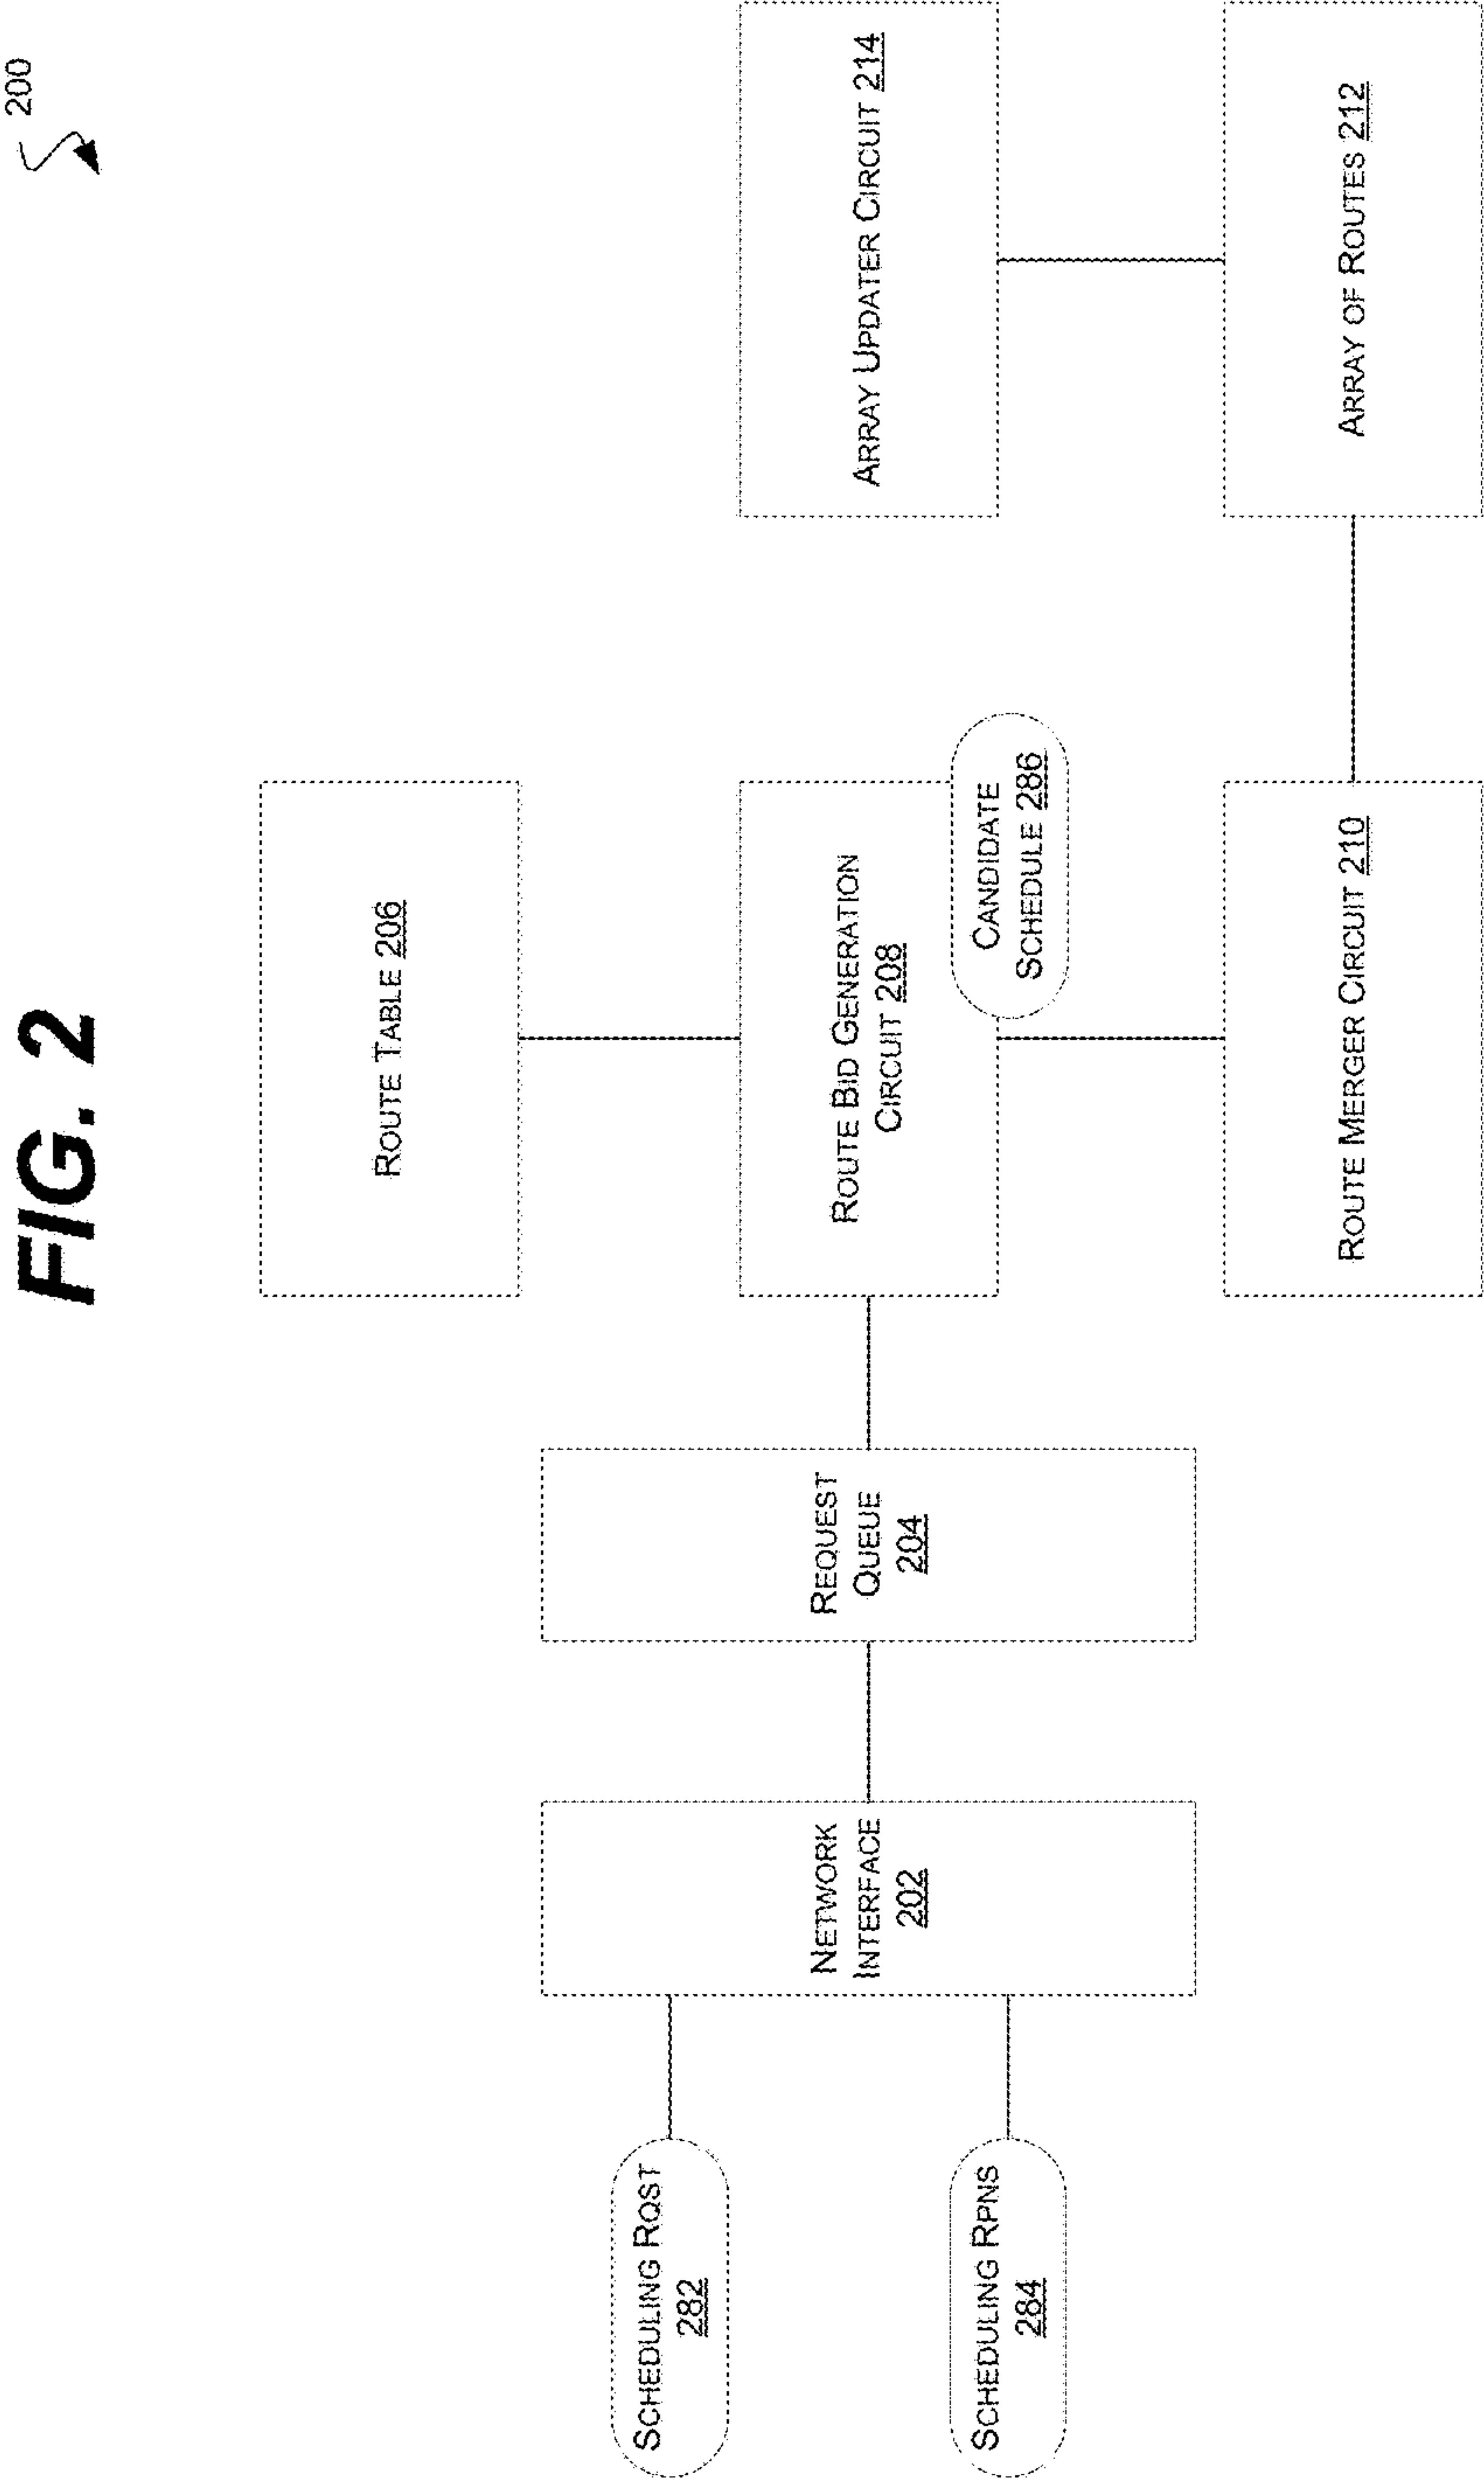 FIG. 2
200
ROUTE TABLE 206
SCHEDULING RQST
282
SCHEDULING RPNS
284
NETWORK
INTERFACE
202
REQUEST
QUEUE
204
ROUTE BID GENERATION
CIRCUIT 208
CANDIDATE
SCHEDULE 286
ARRAY UPDATER CIRCUIT 214
ROUTE MERGER CIRCUIT 210
ARRAY OF ROUTES 212